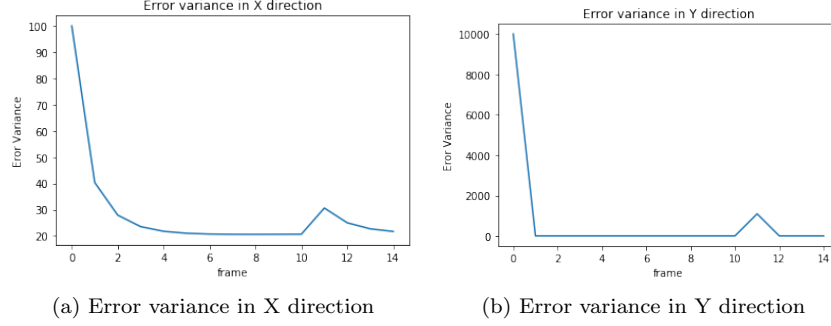 Error variance in X direction
100
90
80
70
60
50
40
30
20
0 2 4 6 8 10 12 14
Eror Variance
frame
(a) Error variance in X direction
Error variance in Y direction
10000
8000
6000
4000
2000
0
0 2 4 6 8 10 12 14
Eror Variance
frame
(b) Error variance in Y direction